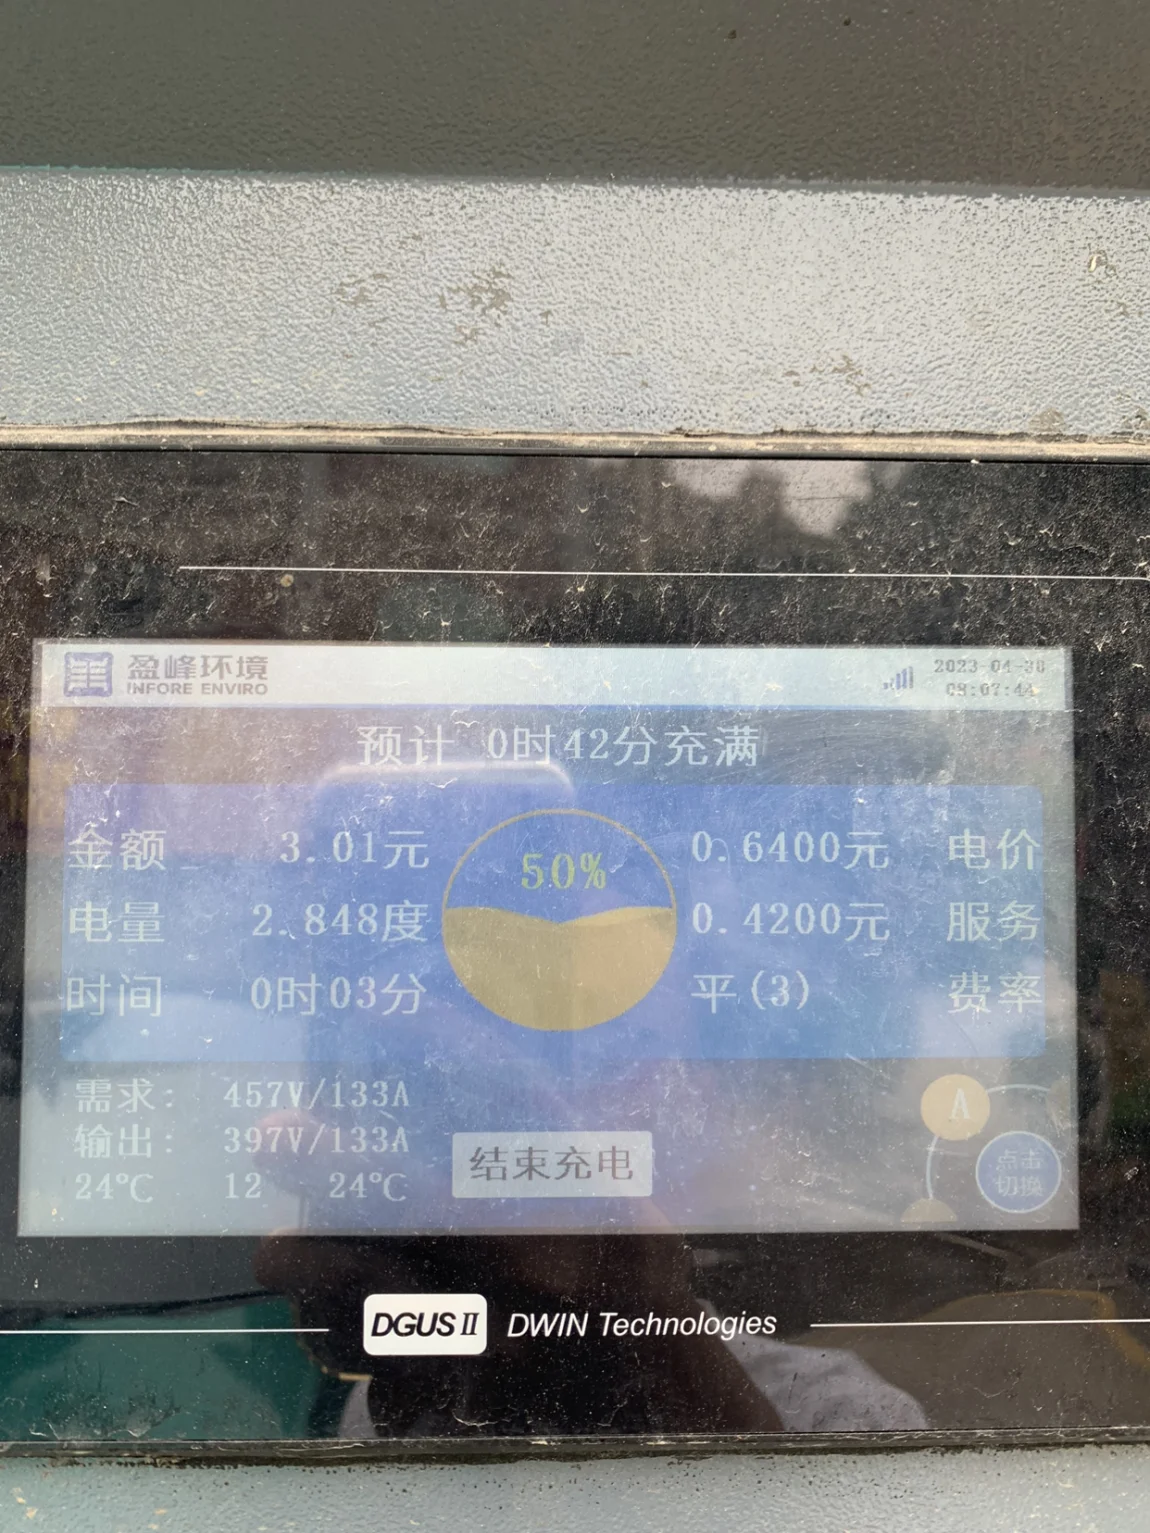 盈峰环境
INFORE ENVIRO
2023-04-30
09:07:44
预计 0时42分充满
金额 3.01元 50% 0.6400元 电价
电量 2.848度 0.4200元 服务
时间 0时03分 平(3) 费率
需求: 457V/133A
输出: 397V/133A
24℃ 12 24℃
结束充电
A
点击
切换
DGUS II DWIN Technologies